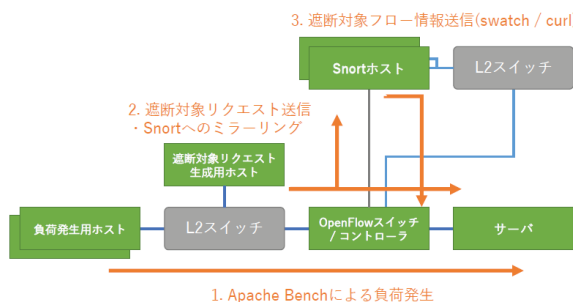 3. 遮断対象フロー情報送信(swatch / curl
Snortホスト
L2スイッチ
2. 遮断対象リクエスト送信
・Snortへのミラーリング
遮断対象リクエスト
生成用ホスト
負荷発生用ホスト
L2スイッチ
OpenFlowスイッチ
/ コントローラ
サーバ
1. Apache Benchによる負荷発生